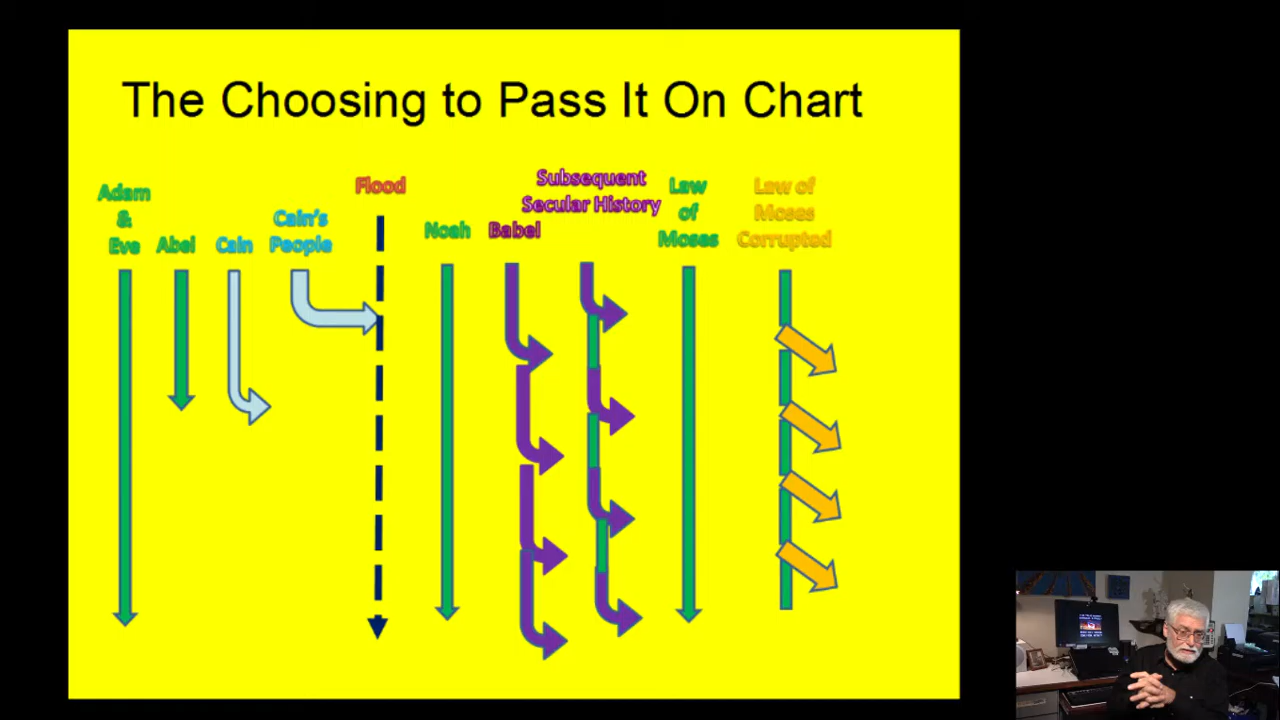 The Choosing to Pass It On Chart
Adam
&
Eve
Abel
Cain
Cain's
People
Flood
Noah
Babel
Subsequent
Secular History
Law
of
Moses
Law of
Moses
Corrupted